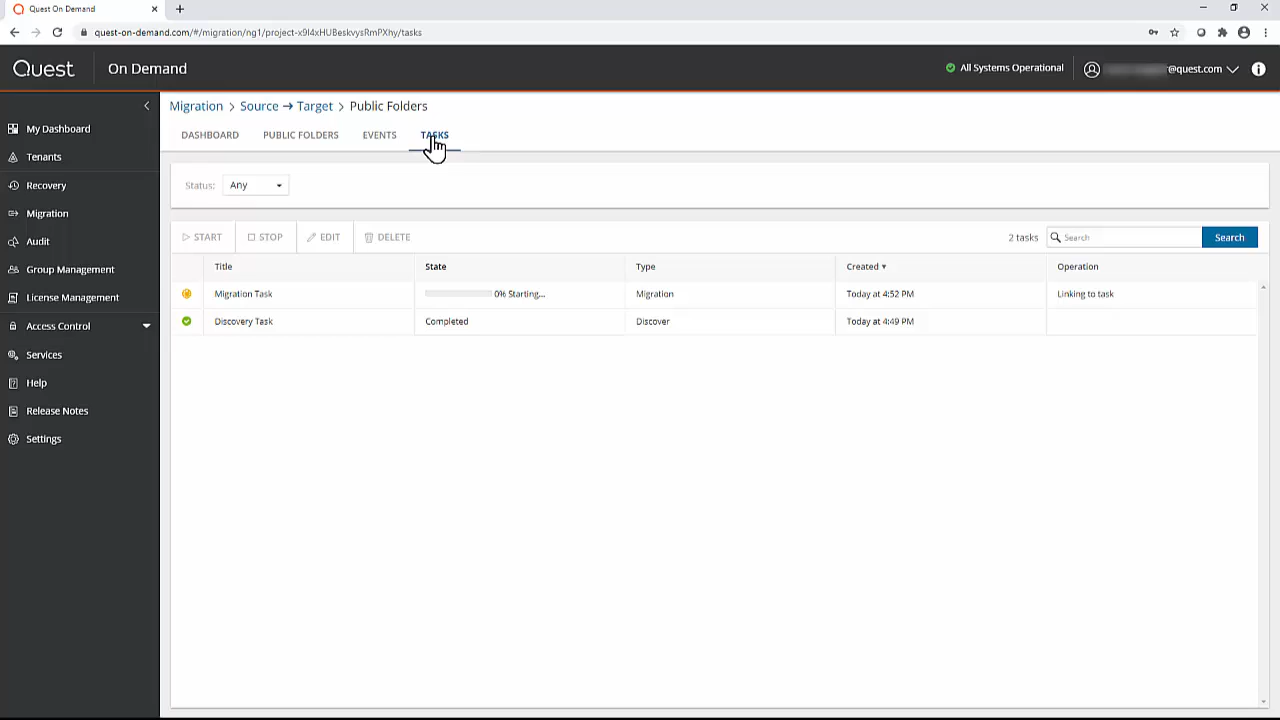 Quest On Demand
quest-on-demand.com/#/migration/ng1/project-x9l4xHUBeskvysRmPXhy/tasks
Quest On Demand
All Systems Operational
@quest.com
My Dashboard
Tenants
Recovery
Migration
Audit
Group Management
License Management
Access Control
Services
Help
Release Notes
Settings
Migration > Source → Target > Public Folders
DASHBOARD PUBLIC FOLDERS EVENTS TASKS
Status: Any
START STOP EDIT DELETE 2 tasks Search Search
Title State Type Created Operation
Migration Task 0% Starting... Migration Today at 4:52 PM Linking to task
Discovery Task Completed Discover Today at 4:49 PM